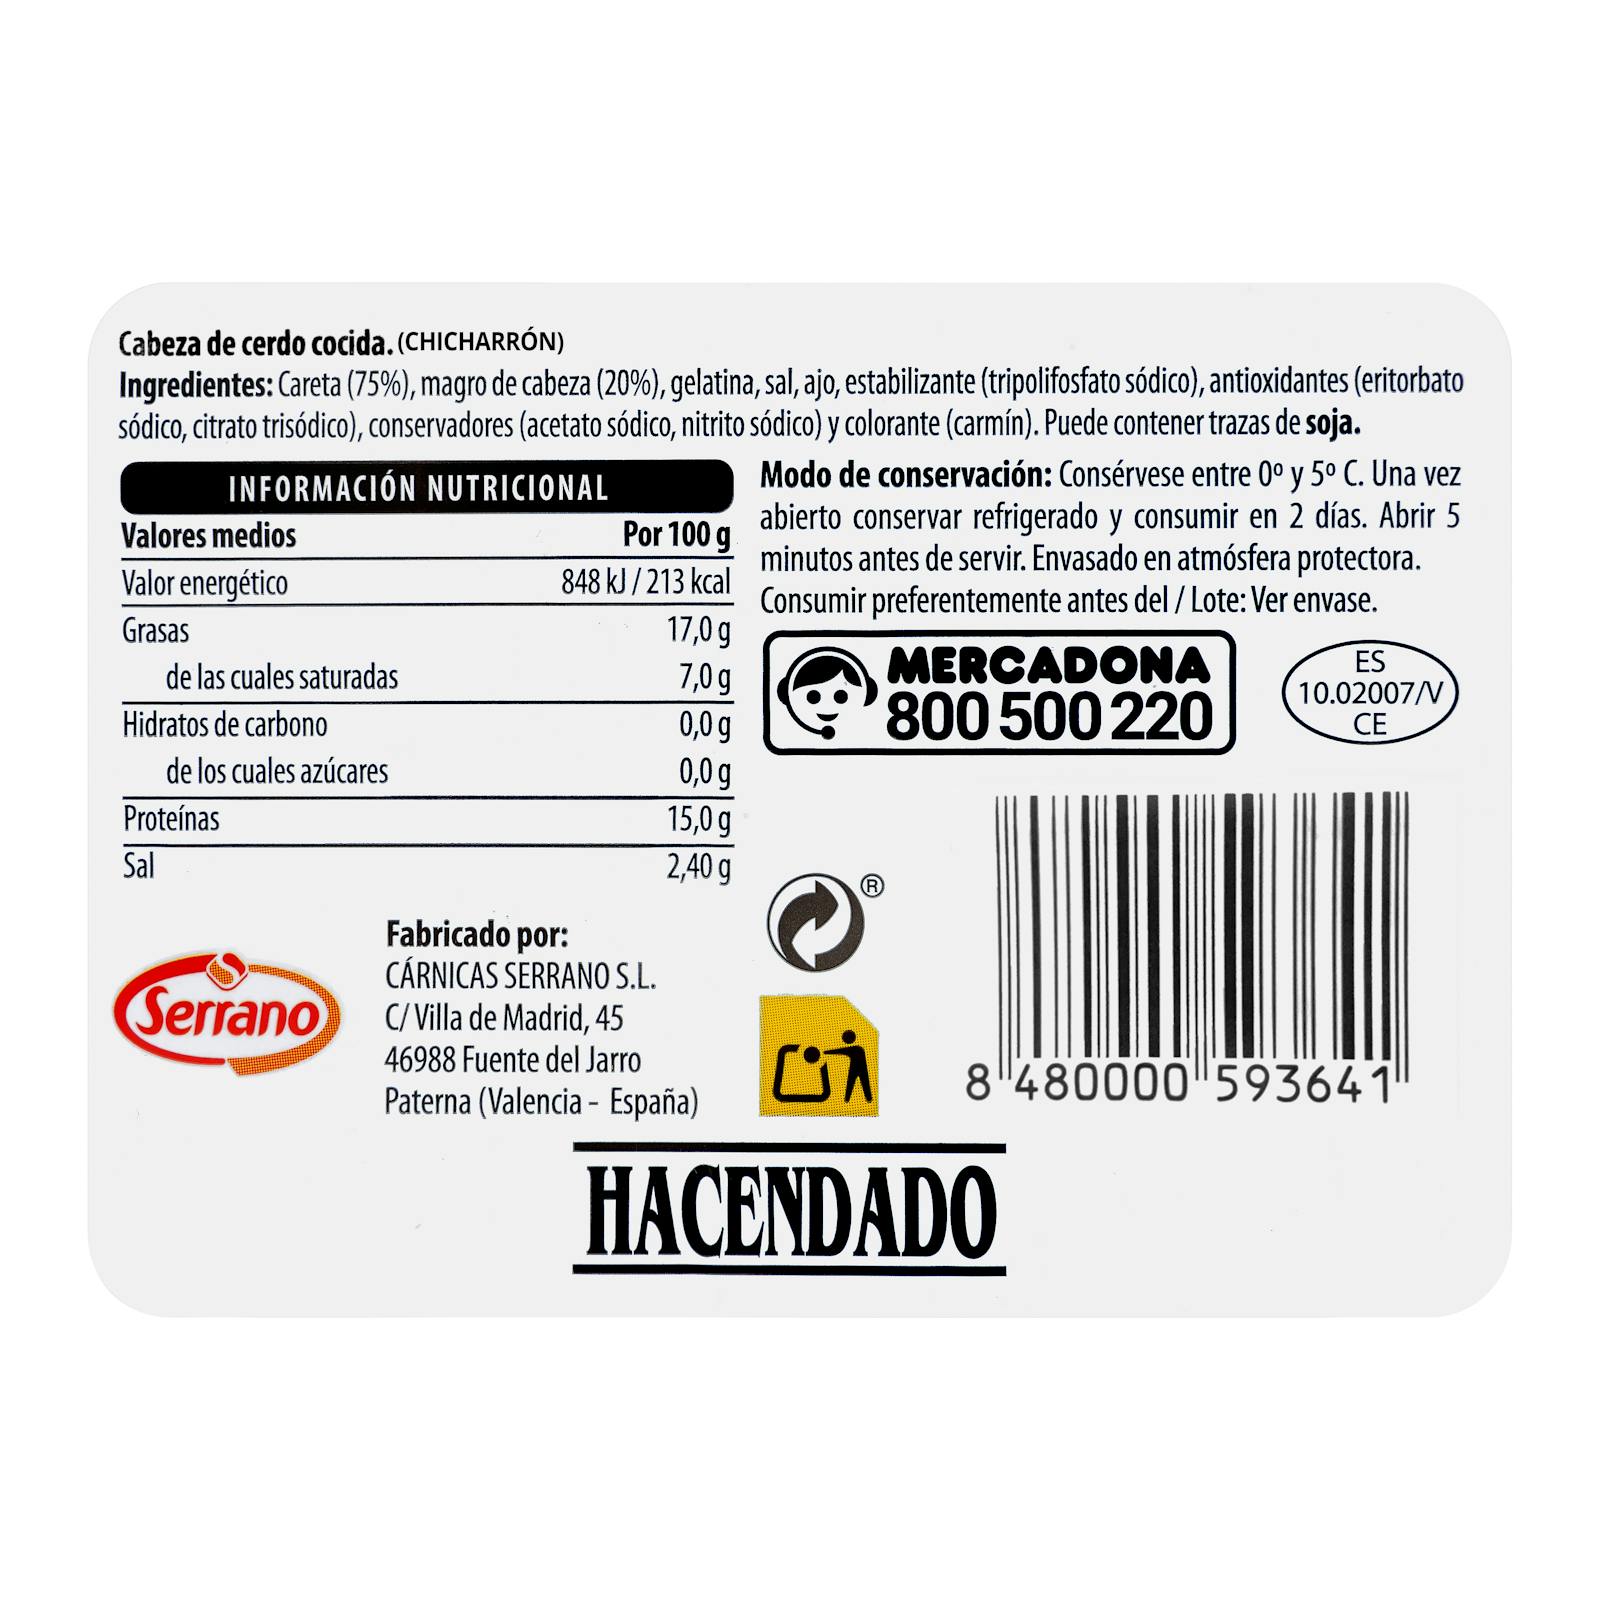 Cabeza de cerdo cocida. (CHICHARRÓN)
Ingredientes: Careta (75%), magro de cabeza (20%), gelatina, sal, ajo, estabilizante (tripolifosfato sódico), antioxidantes (eritorbato
sódico, citrato trisódico), conservadores (acetato sódico, nitrito sódico) y colorante (carmín). Puede contener trazas de soja.
INFORMACIÓN NUTRICIONAL
Valores medios Por 100 g
Valor energético 848 kJ / 213 kcal
Grasas 17,0 g
de las cuales saturadas 7,0 g
Hidratos de carbono 0,0 g
de los cuales azúcares 0,0 g
Proteínas 15,0 g
Sal 2,40 g
Modo de conservación: Consérvese entre 0º y 5º C. Una vez
abierto conservar refrigerado y consumir en 2 días. Abrir 5
minutos antes de servir. Envasado en atmósfera protectora.
Consumir preferentemente antes del / Lote: Ver envase.
MERCADONA
800 500 220
ES
10.02007/V
CE
®
Serrano
Fabricado por:
CÁRNICAS SERRANO S.L.
C/ Villa de Madrid, 45
46988 Fuente del Jarro
Paterna (Valencia - España)
8 480000 593641
HACENDADO